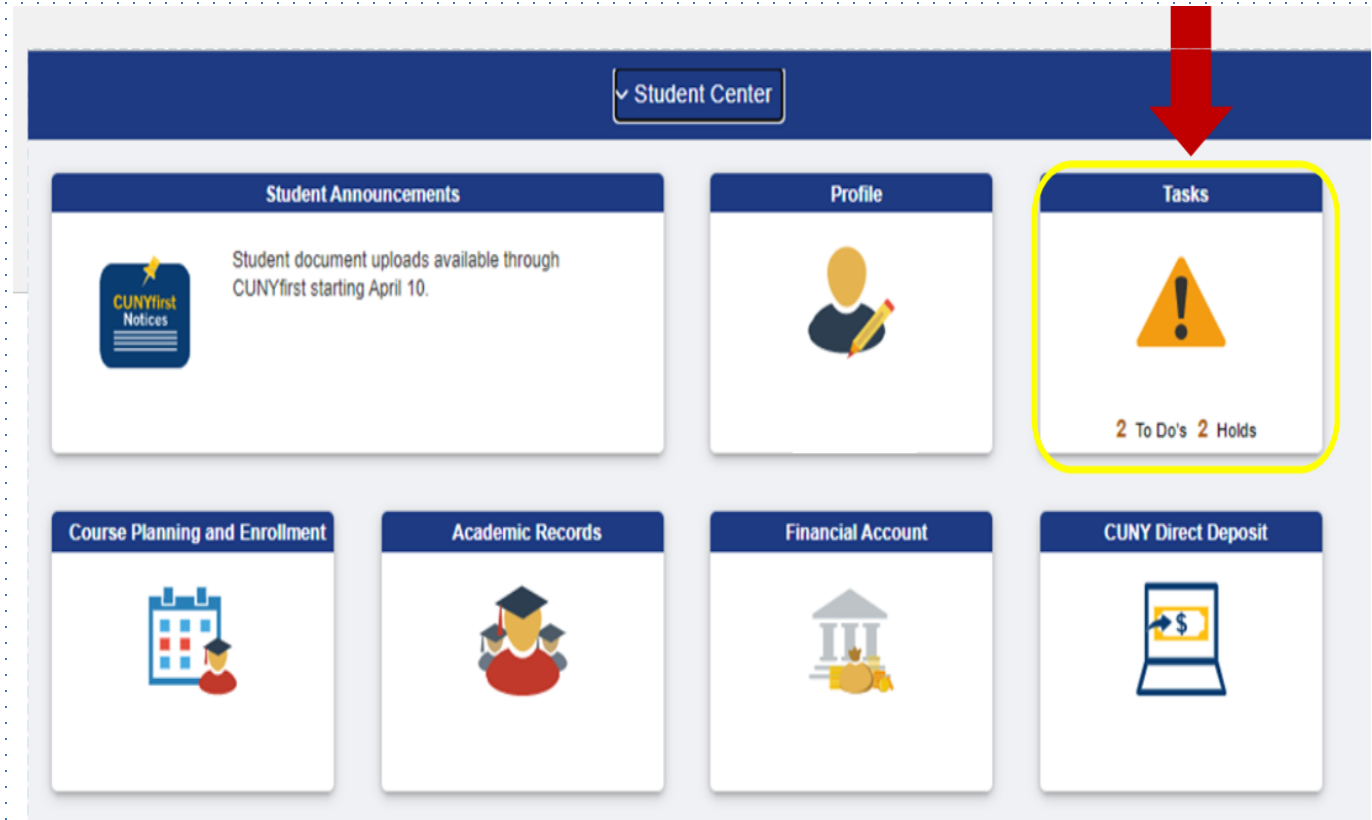 Student Center
Student Announcements
CUNYfirst
Notices
Student document uploads available through
CUNYfirst starting April 10.
Profile
Tasks
!
2 To Do's 2 Holds
Course Planning and Enrollment
Academic Records
Financial Account
CUNY Direct Deposit
$